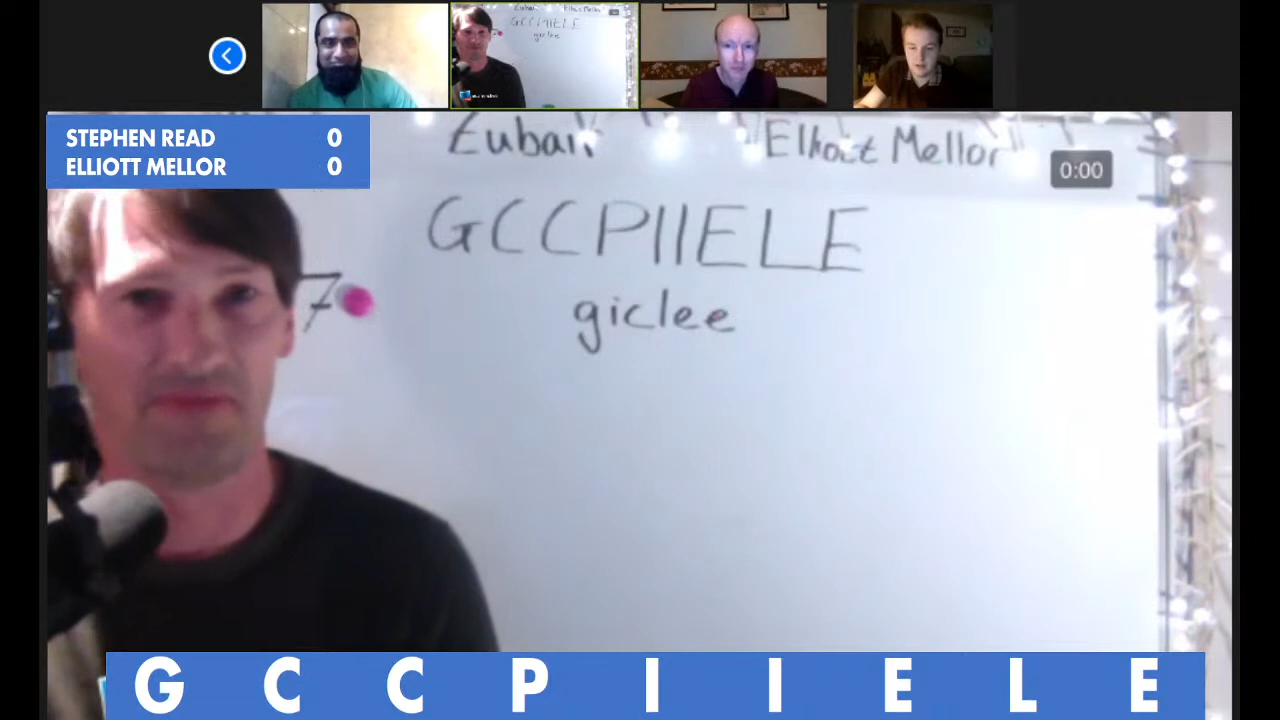 STEPHEN READ 0
ELLIOTT MELLOR 0
Elliott Mellor
0:00
GCCPIIELE
7
giclee
G C C P I I E L E